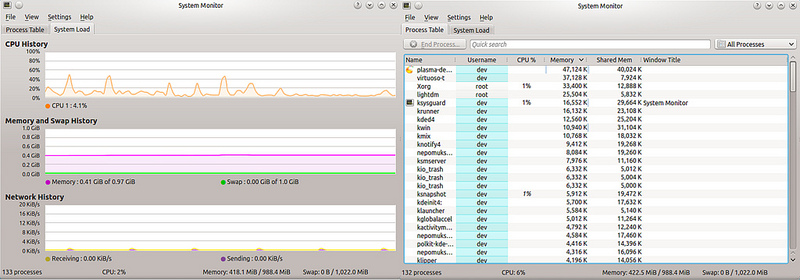 System Monitor
File View Settings Help
Process Table System Load
CPU History
100%
80%
60%
40%
20%
0%
CPU 1 : 4.1%
Memory and Swap History
1.0 GiB
0.8 GiB
0.6 GiB
0.4 GiB
0.2 GiB
0.0 GiB
Memory : 0.41 GiB of 0.97 GiB Swap : 0.00 GiB of 1.0 GiB
Network History
20 KiB/s
16 KiB/s
12 KiB/s
8 KiB/s
4 KiB/s
0 KiB/s
Receiving : 0.00 KiB/s Sending : 0.00 KiB/s
132 processes CPU: 2% Memory: 418.1 MiB / 988.4 MiB Swap: 0 B / 1,022.0 MiB
System Monitor
File View Settings Help
Process Table System Load
End Process... Quick search All Processes
Name Username CPU % Memory Shared Mem Window Title
plasma-de... dev 47,124 K 40,024 K
virtuoso-t dev 37,128 K 7,924 K
Xorg root 1% 33,400 K 12,888 K
lightdm root 25,504 K 5,832 K
ksysguard dev 1% 16,552 K 29,664 K System Monitor
krunner dev 16,132 K 23,108 K
kded4 dev 12,560 K 25,204 K
kwin dev 10,940 K 31,104 K
kmix dev 10,768 K 18,032 K
knotify4 dev 9,412 K 19,268 K
nepomuks... dev 8,084 K 19,260 K
ksmserver dev 7,976 K 11,160 K
kio_trash dev 6,332 K 5,012 K
kio_trash dev 6,332 K 5,004 K
kio_trash dev 6,332 K 5,000 K
ksnapshot dev 1% 5,912 K 19,472 K
kdeinit4: dev 5,700 K 17,632 K
klauncher dev 5,584 K 5,140 K
kglobalaccel dev 5,012 K 11,264 K
kactivitym... dev 4,792 K 12,240 K
nepomuks... dev 4,584 K 17,460 K
polkit-kde-... dev 4,416 K 14,396 K
nepomuks... dev 4,316 K 14,956 K
klipper dev 4,196 K 14,056 K
133 processes CPU: 6% Memory: 422.5 MiB / 988.4 MiB Swap: 0 B / 1,022.0 MiB